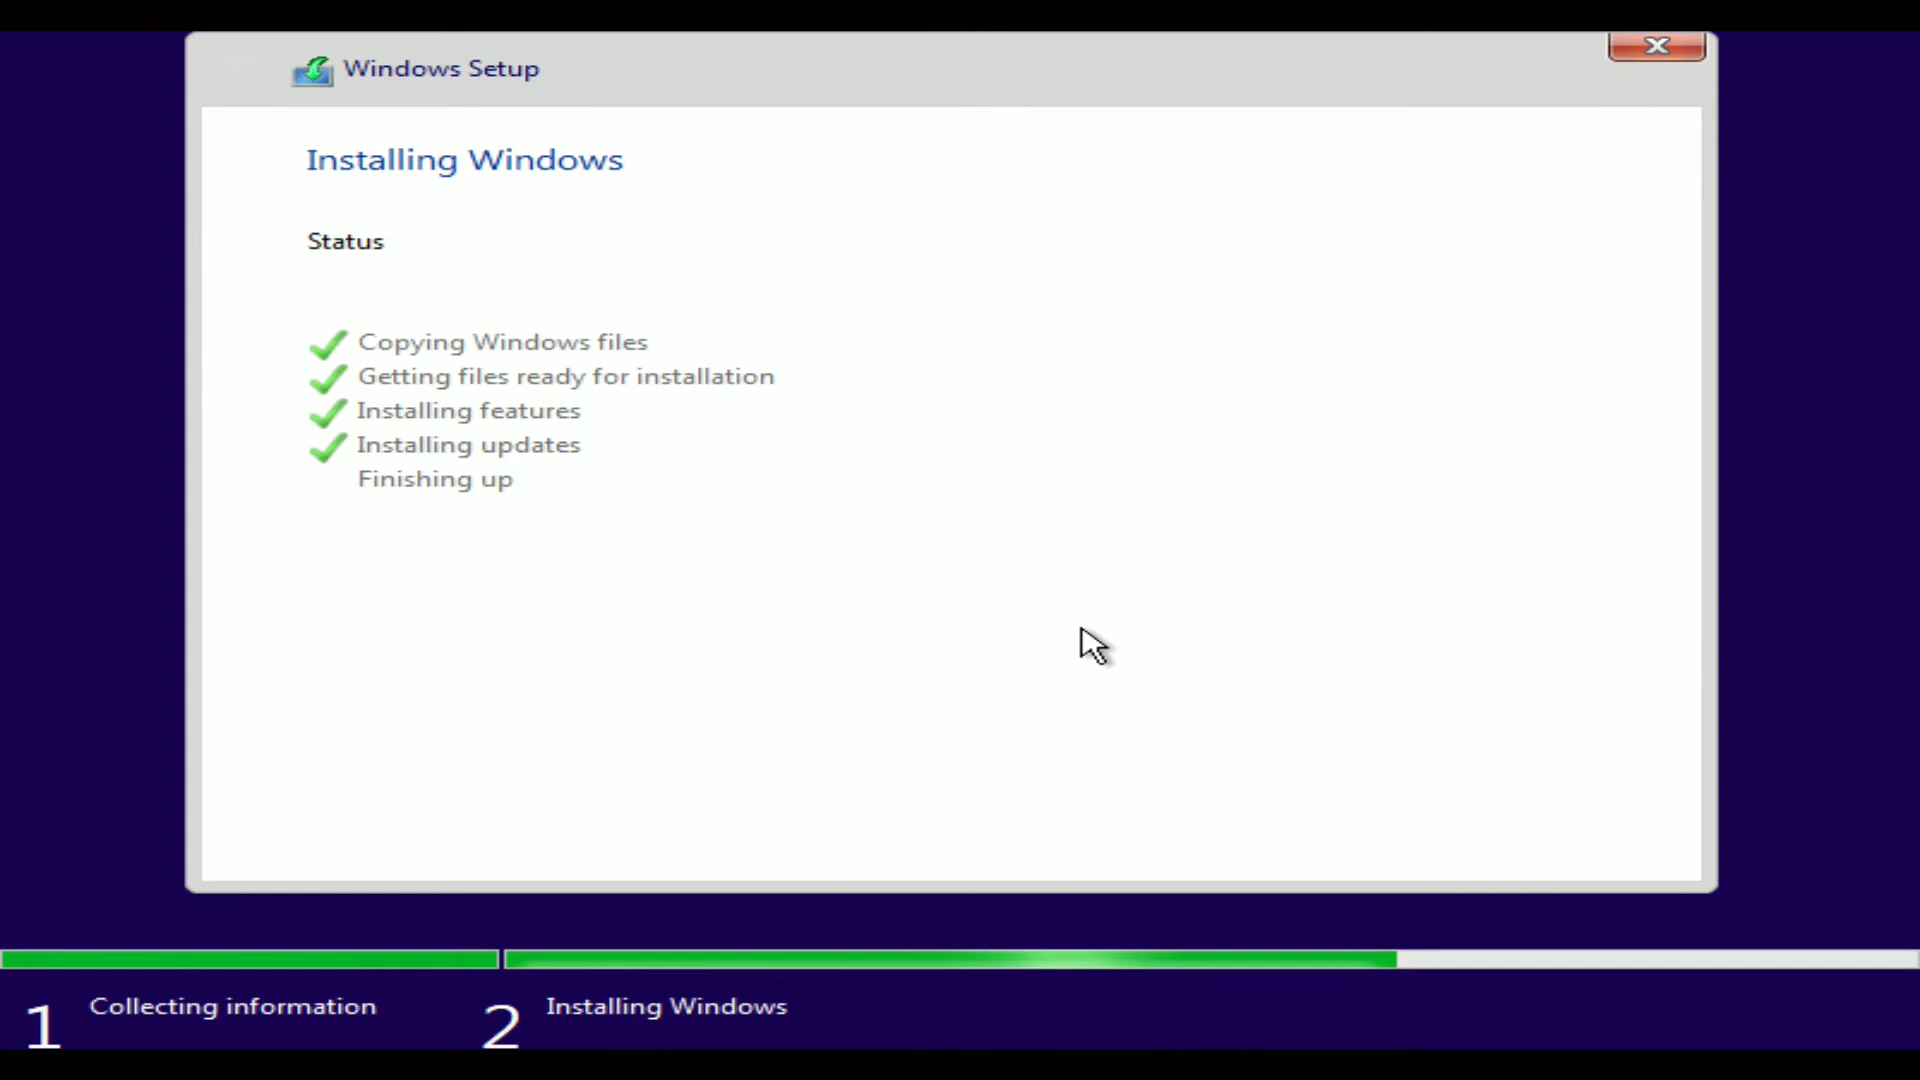 Windows Setup
Installing Windows
Status
Copying Windows files
Getting files ready for installation
Installing features
Installing updates
Finishing up
1 Collecting information
2 Installing Windows